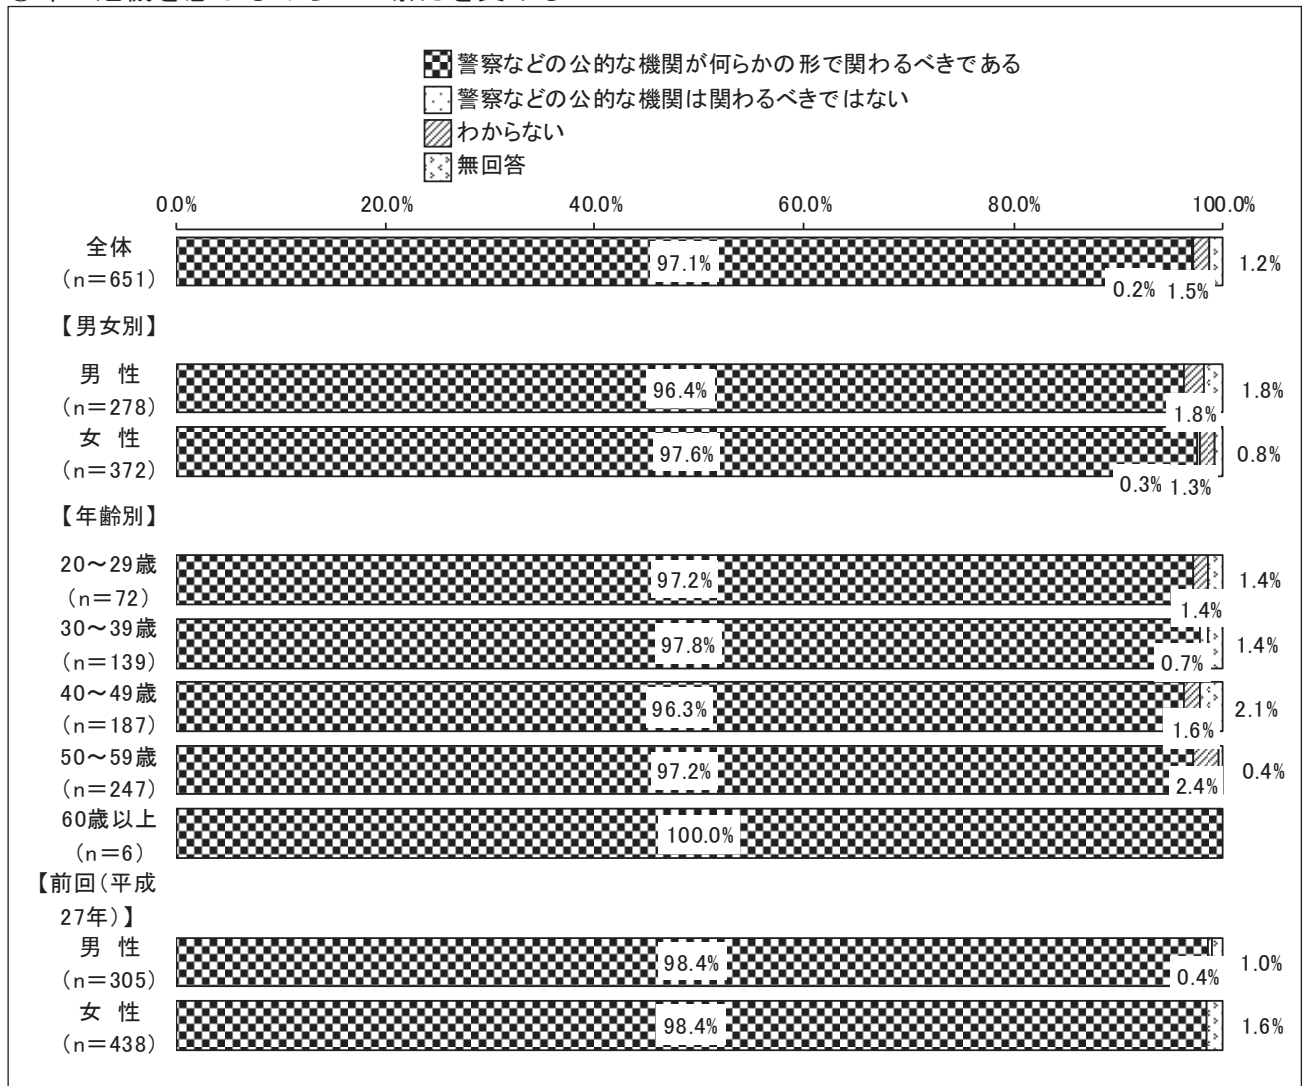 警察などの公的な機関が何らかの形で関わるべきである
警察などの公的な機関は関わるべきではない
わからない
無回答
0.0% 20.0% 40.0% 60.0% 80.0% 100.0%
全体
(n=651)
97.1%
0.2% 1.5%
1.2%
【男女別】
男 性
(n=278)
96.4%
1.8%
1.8%
女 性
(n=372)
97.6%
0.3% 1.3%
0.8%
【年齢別】
20～29歳
(n=72)
97.2%
1.4%
1.4%
30～39歳
(n=139)
97.8%
0.7%
1.4%
40～49歳
(n=187)
96.3%
1.6%
2.1%
50～59歳
(n=247)
97.2%
2.4%
0.4%
60歳以上
(n=6)
100.0%
【前回(平成
27年)】
男 性
(n=305)
98.4%
0.4%
1.0%
女 性
(n=438)
98.4%
1.6%